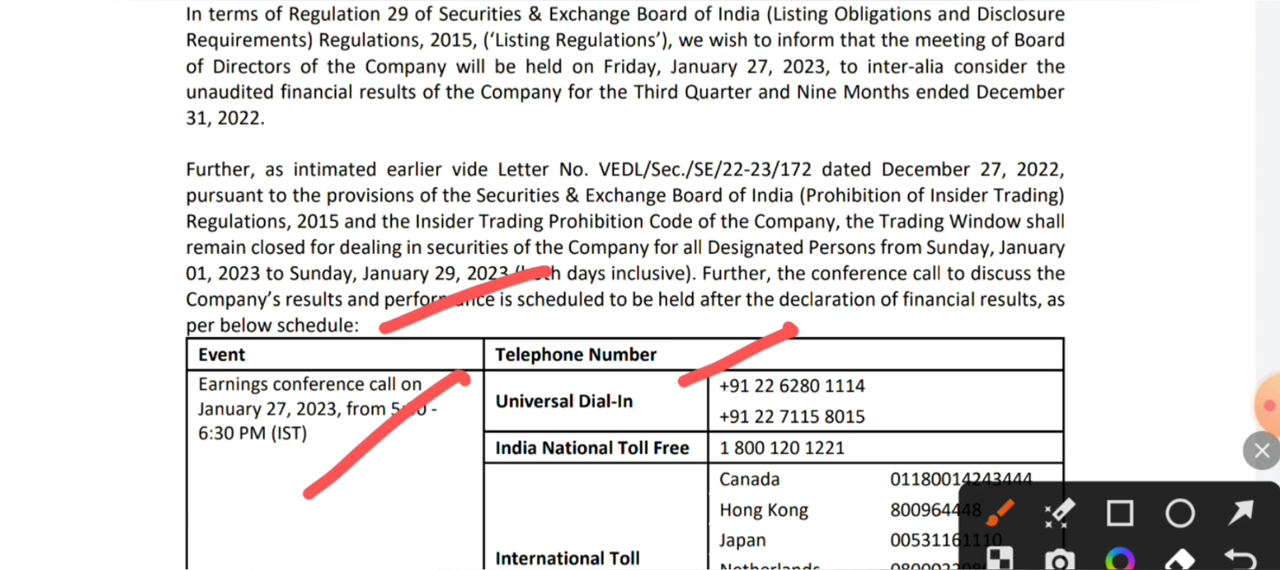 In terms of Regulation 29 of Securities & Exchange Board of India (Listing Obligations and Disclosure
Requirements) Regulations, 2015, (‘Listing Regulations’), we wish to inform that the meeting of Board
of Directors of the Company will be held on Friday, January 27, 2023, to inter-alia consider the
unaudited financial results of the Company for the Third Quarter and Nine Months ended December
31, 2022.
Further, as intimated earlier vide Letter No. VEDL/Sec./SE/22-23/172 dated December 27, 2022,
pursuant to the provisions of the Securities & Exchange Board of India (Prohibition of Insider Trading)
Regulations, 2015 and the Insider Trading Prohibition Code of the Company, the Trading Window shall
remain closed for dealing in securities of the Company for all Designated Persons from Sunday, January
01, 2023 to Sunday, January 29, 2023 (both days inclusive). Further, the conference call to discuss the
Company’s results and performance is scheduled to be held after the declaration of financial results, as
per below schedule:
Event
Telephone Number
Earnings conference call on
January 27, 2023, from -
6:30 PM (IST)
Universal Dial-In
+91 22 6280 1114
+91 22 7115 8015
India National Toll Free
1 800 120 1221
International Toll
Canada 01180014243444
Hong Kong 800964448
Japan 00531161110
Netherlands